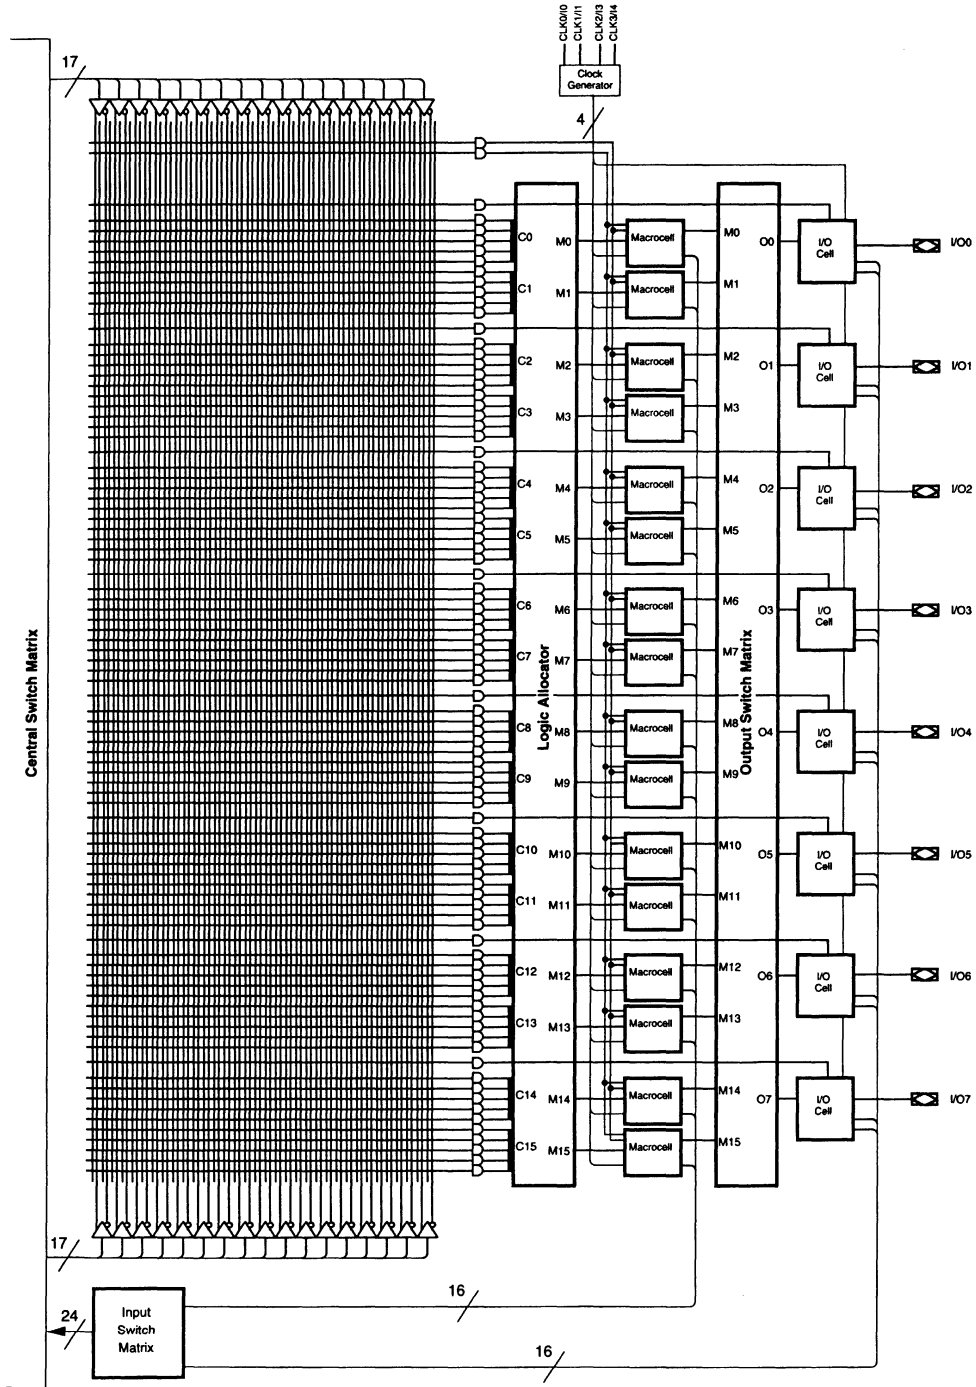 CLK0/I0
CLK1/I1
CLK2/I3
CLK3/I4
17
Clock
Generator
4
C0
M0
Macrocell
M0
O0
I/O
Cell
I/O0
C1
M1
Macrocell
M1
C2
M2
Macrocell
M2
O1
I/O
Cell
I/O1
C3
M3
Macrocell
M3
C4
M4
Macrocell
M4
O2
I/O
Cell
I/O2
C5
M5
Macrocell
M5
C6
M6
Macrocell
M6
O3
I/O
Cell
I/O3
C7
M7
Macrocell
M7
Central Switch Matrix
Logic Allocator
Output Switch Matrix
C8
M8
Macrocell
M8
O4
I/O
Cell
I/O4
C9
M9
Macrocell
M9
C10
M10
Macrocell
M10
O5
I/O
Cell
I/O5
C11
M11
Macrocell
M11
C12
M12
Macrocell
M12
O6
I/O
Cell
I/O6
C13
M13
Macrocell
M13
C14
M14
Macrocell
M14
O7
I/O
Cell
I/O7
C15
M15
Macrocell
M15
17
24
Input
Switch
Matrix
16
16